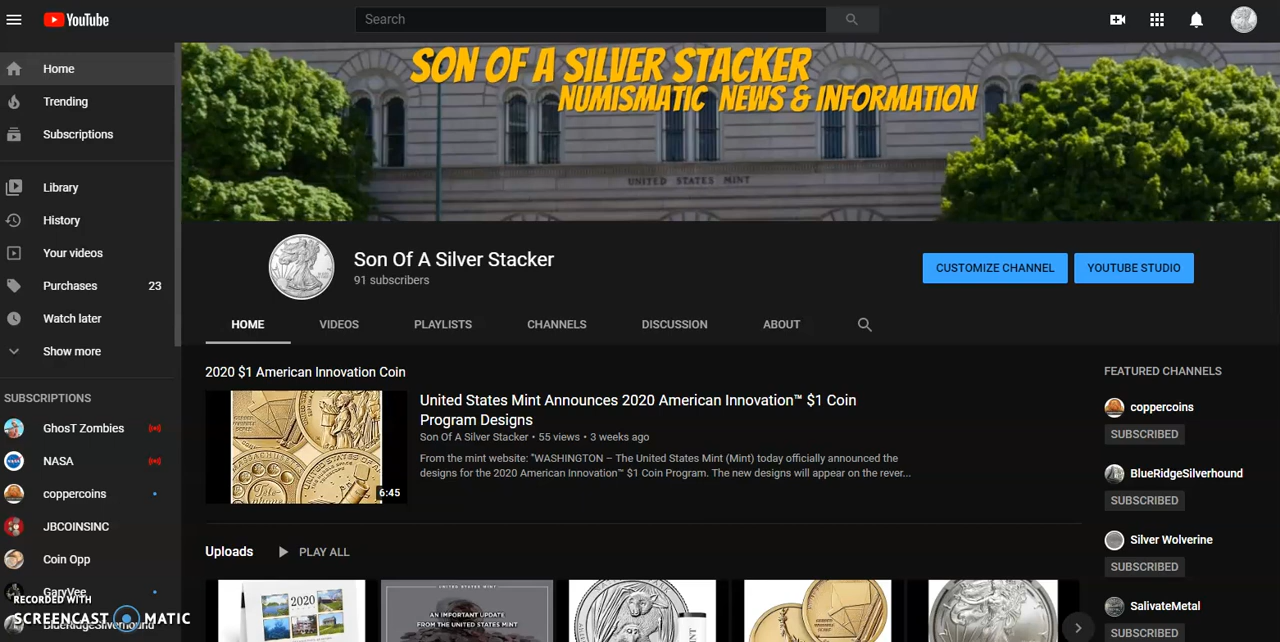 YouTube
Search
Home
Trending
Subscriptions
Library
History
Your videos
Purchases 23
Watch later
Show more
SUBSCRIPTIONS
GhosT Zombies
NASA
coppercoins
JBCOINSINC
Coin Opp
GaryVee
BlueRidgeSilverhound
RECORDED WITH
SCREENCAST MATIC
SON OF A SILVER STACKER
NUMISMATIC NEWS & INFORMATION
UNITED STATES MINT
Son Of A Silver Stacker
91 subscribers
CUSTOMIZE CHANNEL
YOUTUBE STUDIO
HOME VIDEOS PLAYLISTS CHANNELS DISCUSSION ABOUT
2020 $1 American Innovation Coin
United States Mint Announces 2020 American Innovation™ $1 Coin
Program Designs
Son Of A Silver Stacker • 55 views • 3 weeks ago
From the mint website: "WASHINGTON – The United States Mint (Mint) today officially announced the
designs for the 2020 American Innovation™ $1 Coin Program. The new designs will appear on the rever...
6:45
Uploads PLAY ALL
2020
UNITED STATES MINT
AN IMPORTANT UPDATE
FROM THE UNITED STATES MINT
FEATURED CHANNELS
coppercoins
SUBSCRIBED
BlueRidgeSilverhound
SUBSCRIBED
Silver Wolverine
SUBSCRIBED
SalivateMetal
SUBSCRIBED